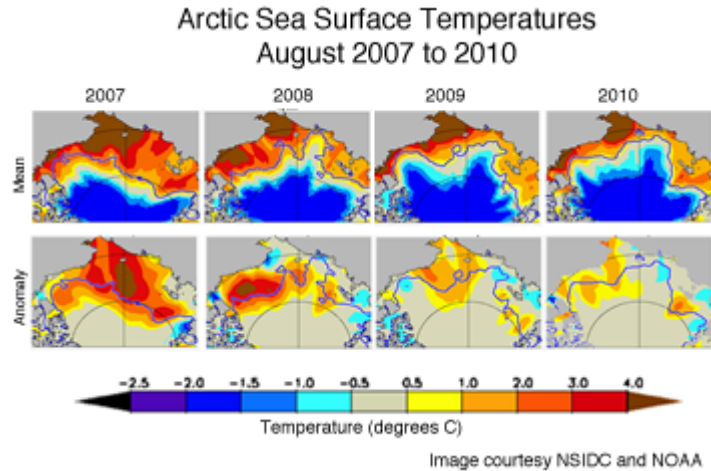 Arctic Sea Surface Temperatures
August 2007 to 2010
2007 2008 2009 2010
Mean
Anomaly
-2.5 -2.0 -1.5 -1.0 -0.5 0.5 1.0 2.0 3.0 4.0
Temperature (degrees C)
Image courtesy NSIDC and NOAA